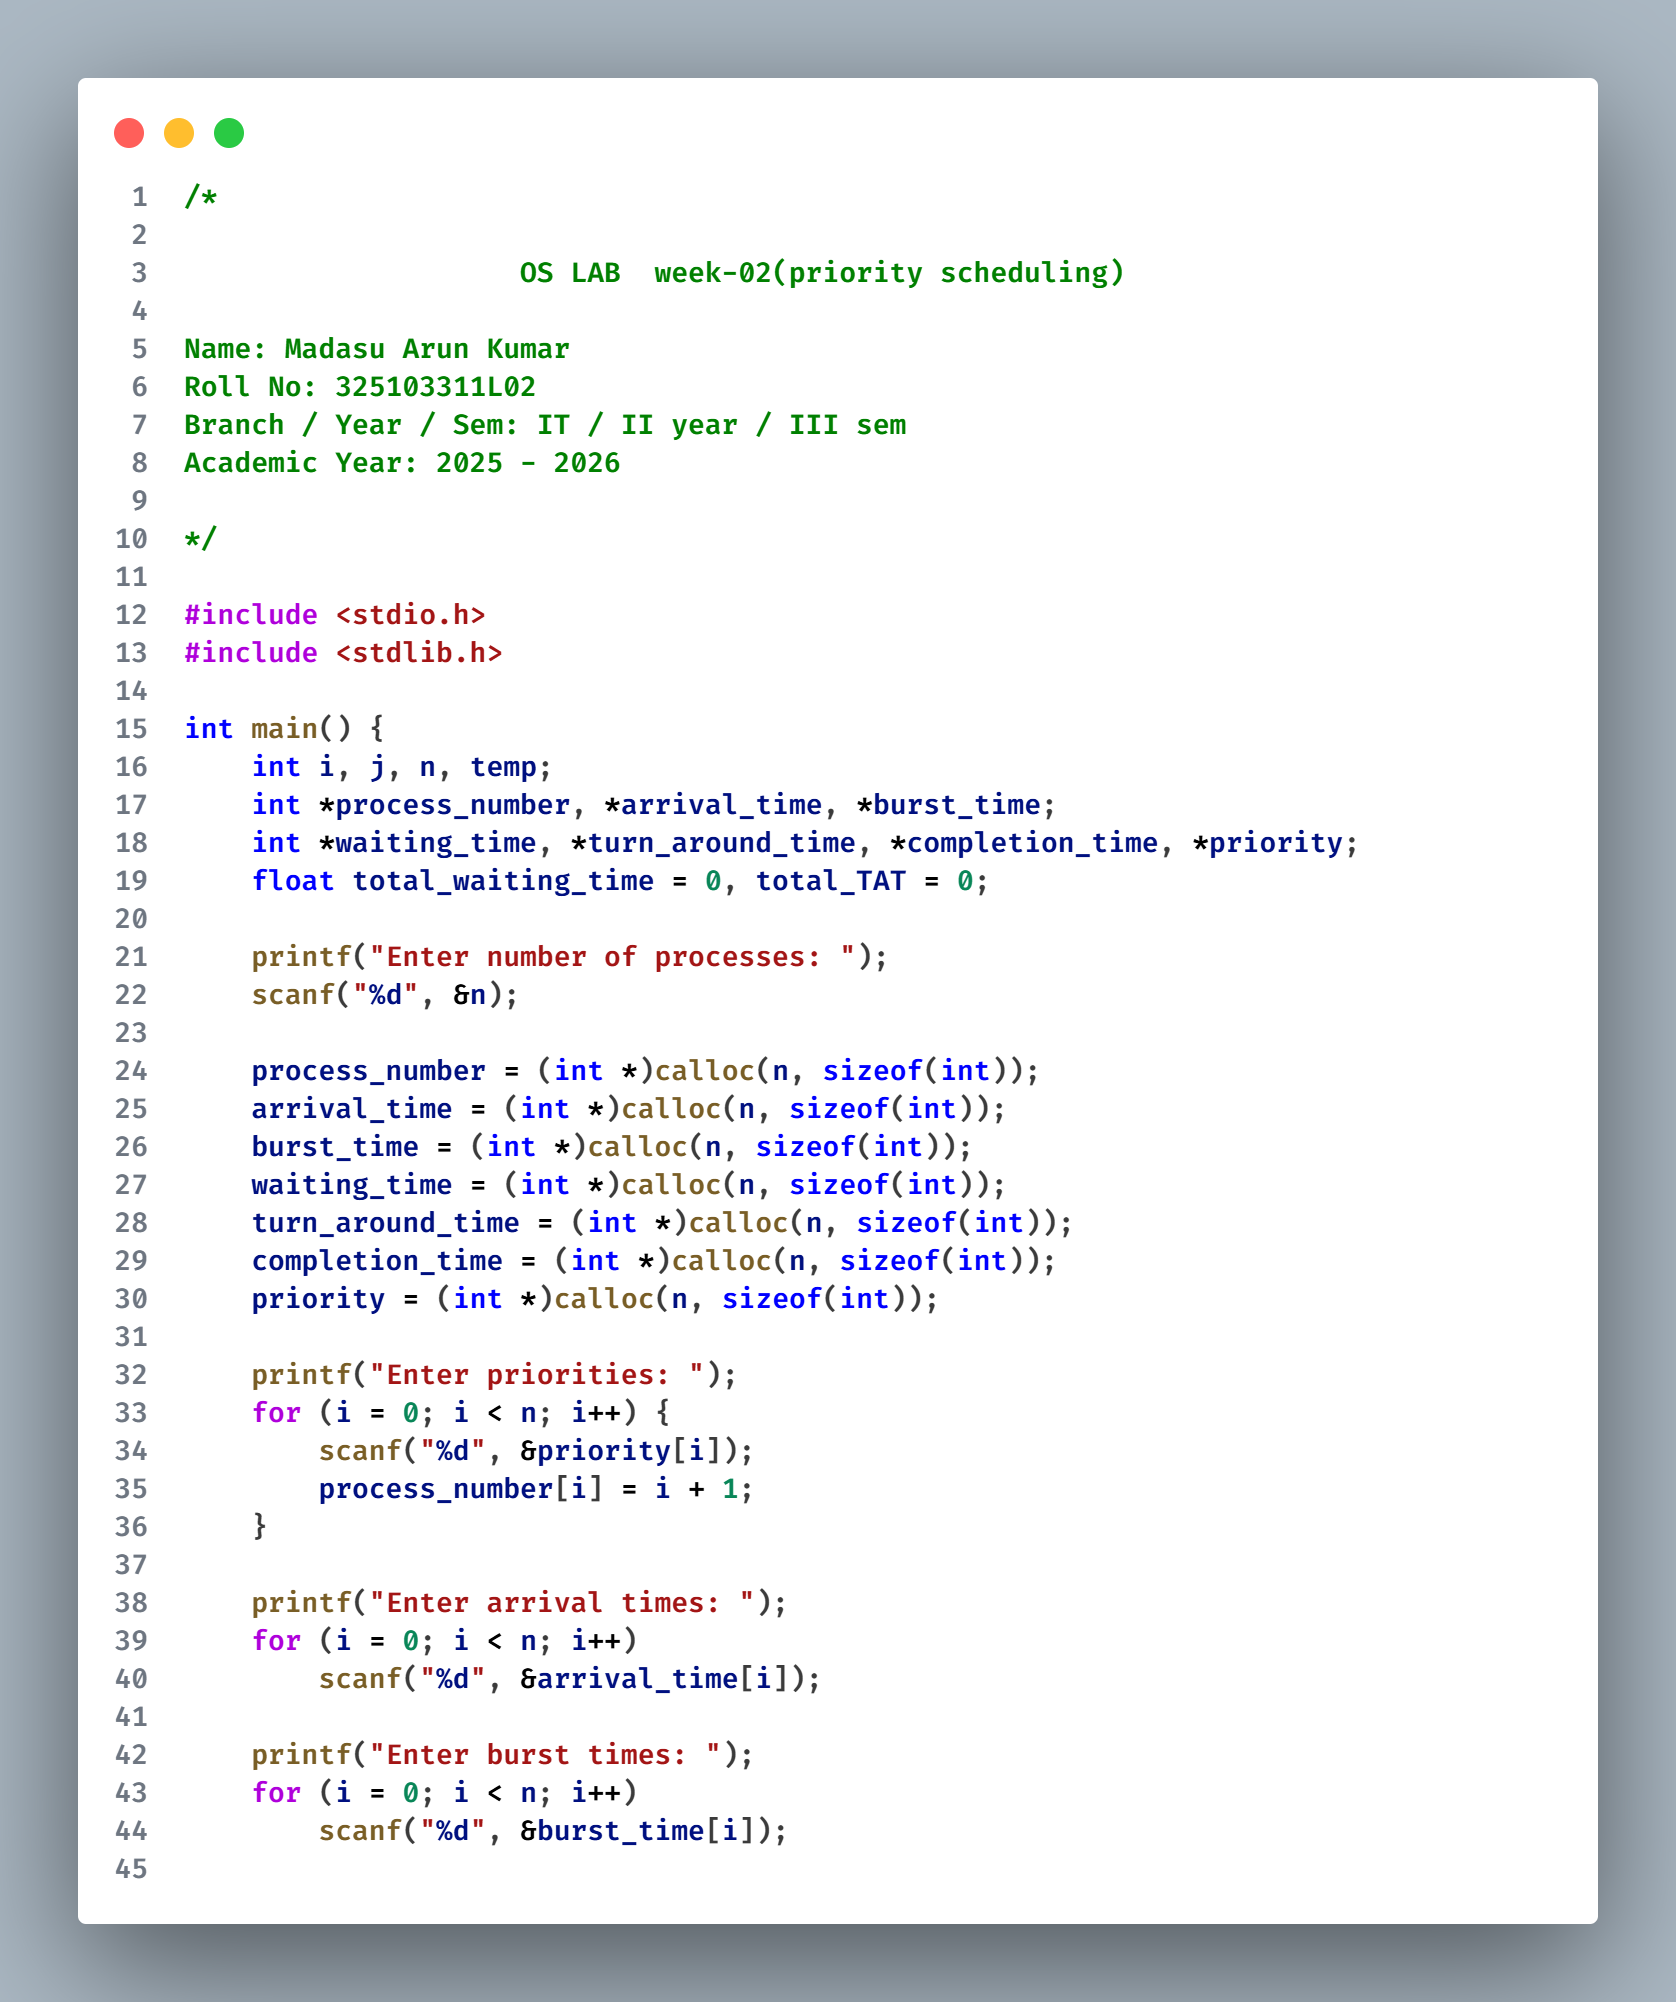 1 /*
2
3                     OS LAB  week-02(priority scheduling)
4
5 Name: Madasu Arun Kumar
6 Roll No: 325103311L02
7 Branch / Year / Sem: IT / II year / III sem
8 Academic Year: 2025 - 2026
9
10 */
11
12 #include <stdio.h>
13 #include <stdlib.h>
14
15 int main() {
16     int i, j, n, temp;
17     int *process_number, *arrival_time, *burst_time;
18     int *waiting_time, *turn_around_time, *completion_time, *priority;
19     float total_waiting_time = 0, total_TAT = 0;
20
21     printf("Enter number of processes: ");
22     scanf("%d", &n);
23
24     process_number = (int *)calloc(n, sizeof(int));
25     arrival_time = (int *)calloc(n, sizeof(int));
26     burst_time = (int *)calloc(n, sizeof(int));
27     waiting_time = (int *)calloc(n, sizeof(int));
28     turn_around_time = (int *)calloc(n, sizeof(int));
29     completion_time = (int *)calloc(n, sizeof(int));
30     priority = (int *)calloc(n, sizeof(int));
31
32     printf("Enter priorities: ");
33     for (i = 0; i < n; i++) {
34         scanf("%d", &priority[i]);
35         process_number[i] = i + 1;
36     }
37
38     printf("Enter arrival times: ");
39     for (i = 0; i < n; i++)
40         scanf("%d", &arrival_time[i]);
41
42     printf("Enter burst times: ");
43     for (i = 0; i < n; i++)
44         scanf("%d", &burst_time[i]);
45